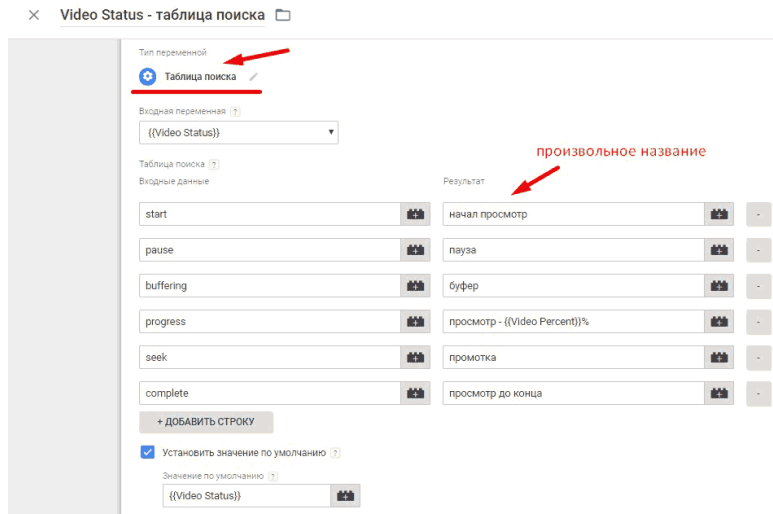 Video Status - таблица поиска
Тип переменной
Таблица поиска
Входная переменная ?
{{Video Status}}
произвольное название
Таблица поиска ?
Входные данные Результат
start начал просмотр -
pause пауза -
buffering буфер -
progress просмотр - {{Video Percent}}% -
seek промотка -
complete просмотр до конца -
+ ДОБАВИТЬ СТРОКУ
Установить значение по умолчанию ?
Значение по умолчанию ?
{{Video Status}}